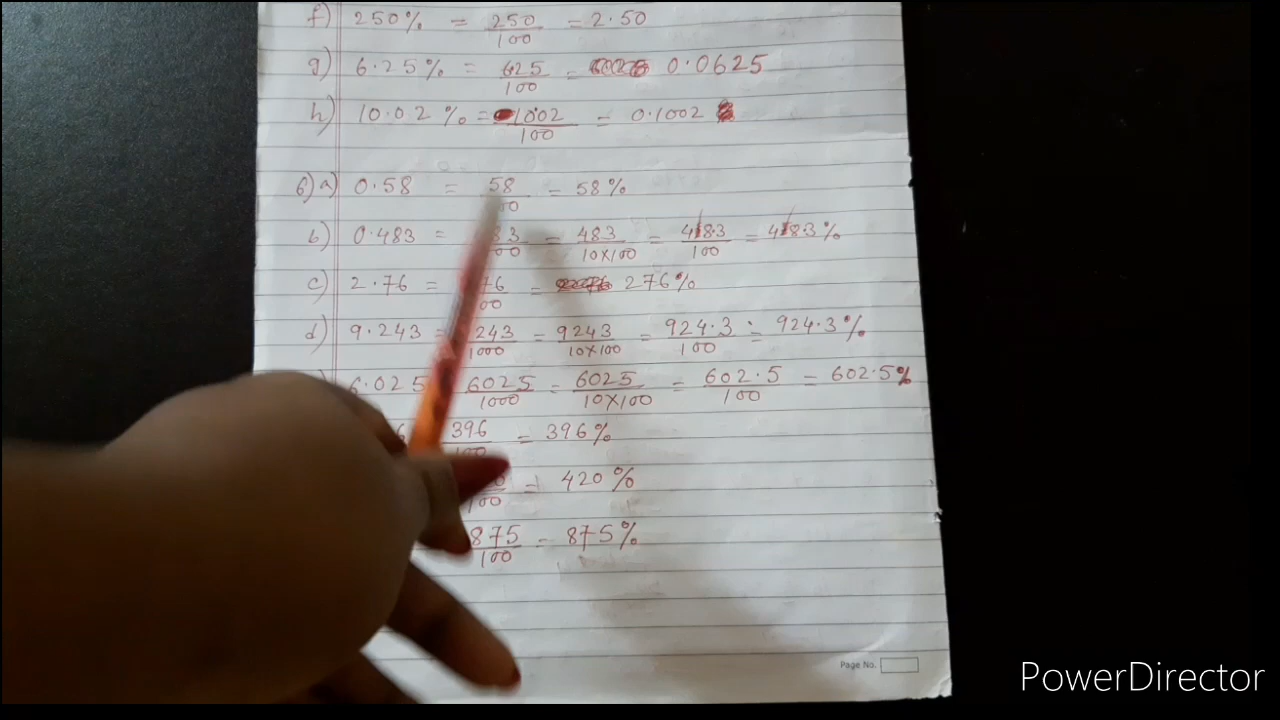 f) 250% = 250/100 = 2.50
g) 6.25% = 625/100 = 0.0625
h) 10.02% = 1002/100 = 0.1002
6) a) 0.58 = 58/ = 58%
b) 0.483 = = 483/10×100 = 48.3/100 = 48.3%
c) 2.76 = = 276%
d) 9.243 = 243/1000 = 9243/10×100 = 924.3/100 = 924.3%
6.025 6025/1000 = 6025/10×100 = 602.5/100 = 602.5%
396/100 = 396%
/100 = 420%
875/100 = 875%
Page No.
PowerDirector